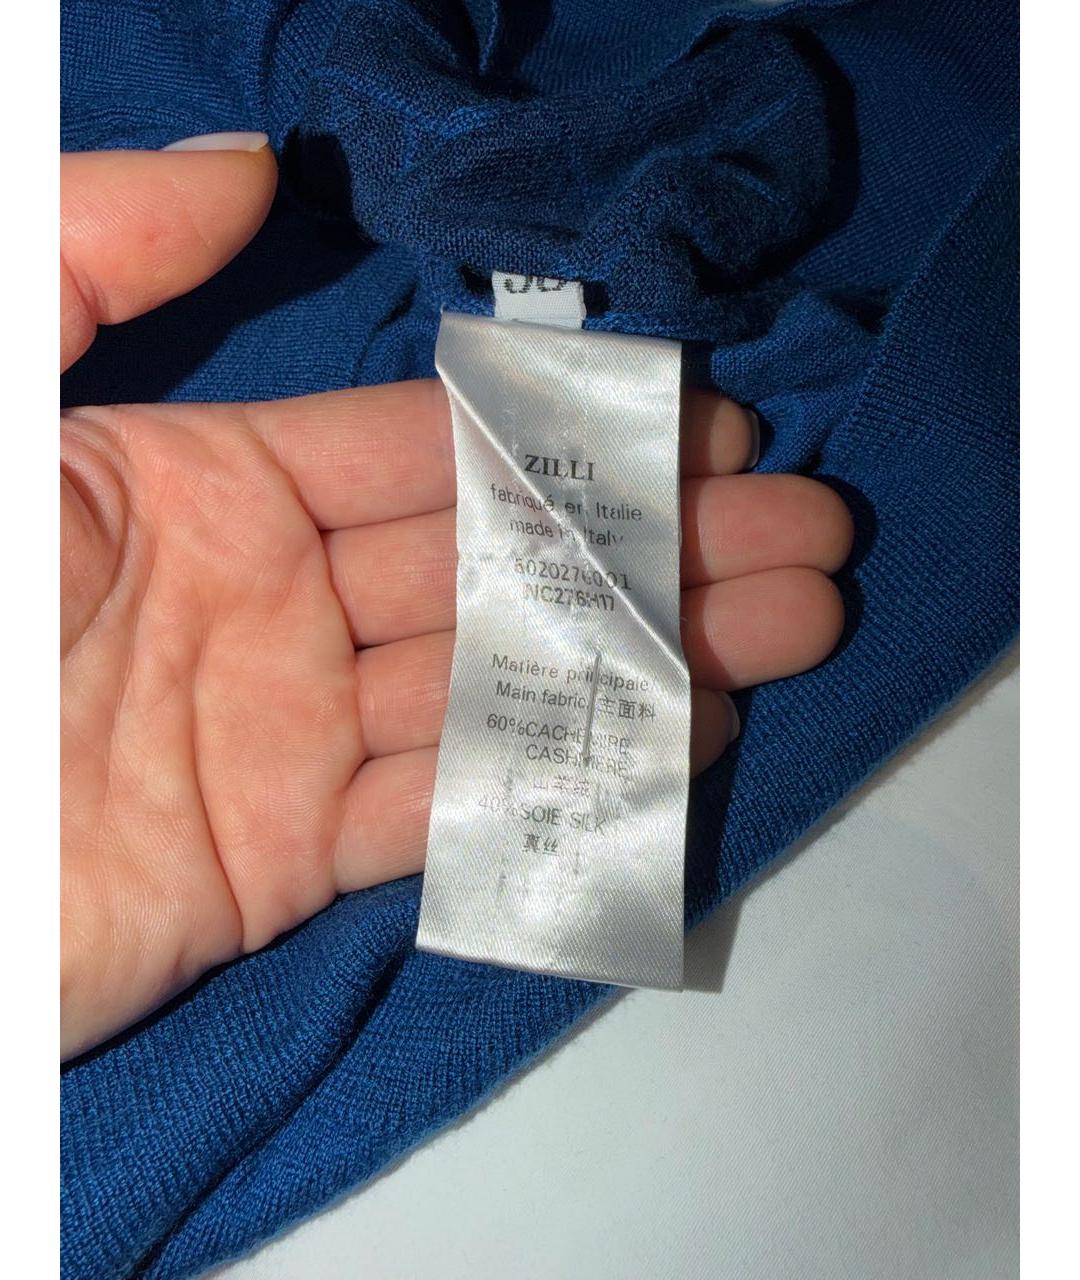 ZILLI
fabriqué en Italie
made in Italy
NC276H17
Matière principale
Main fabric 主面料
60%CACHEMIRE
CASHMERE
山羊绒
40%SOIE SILK
真丝